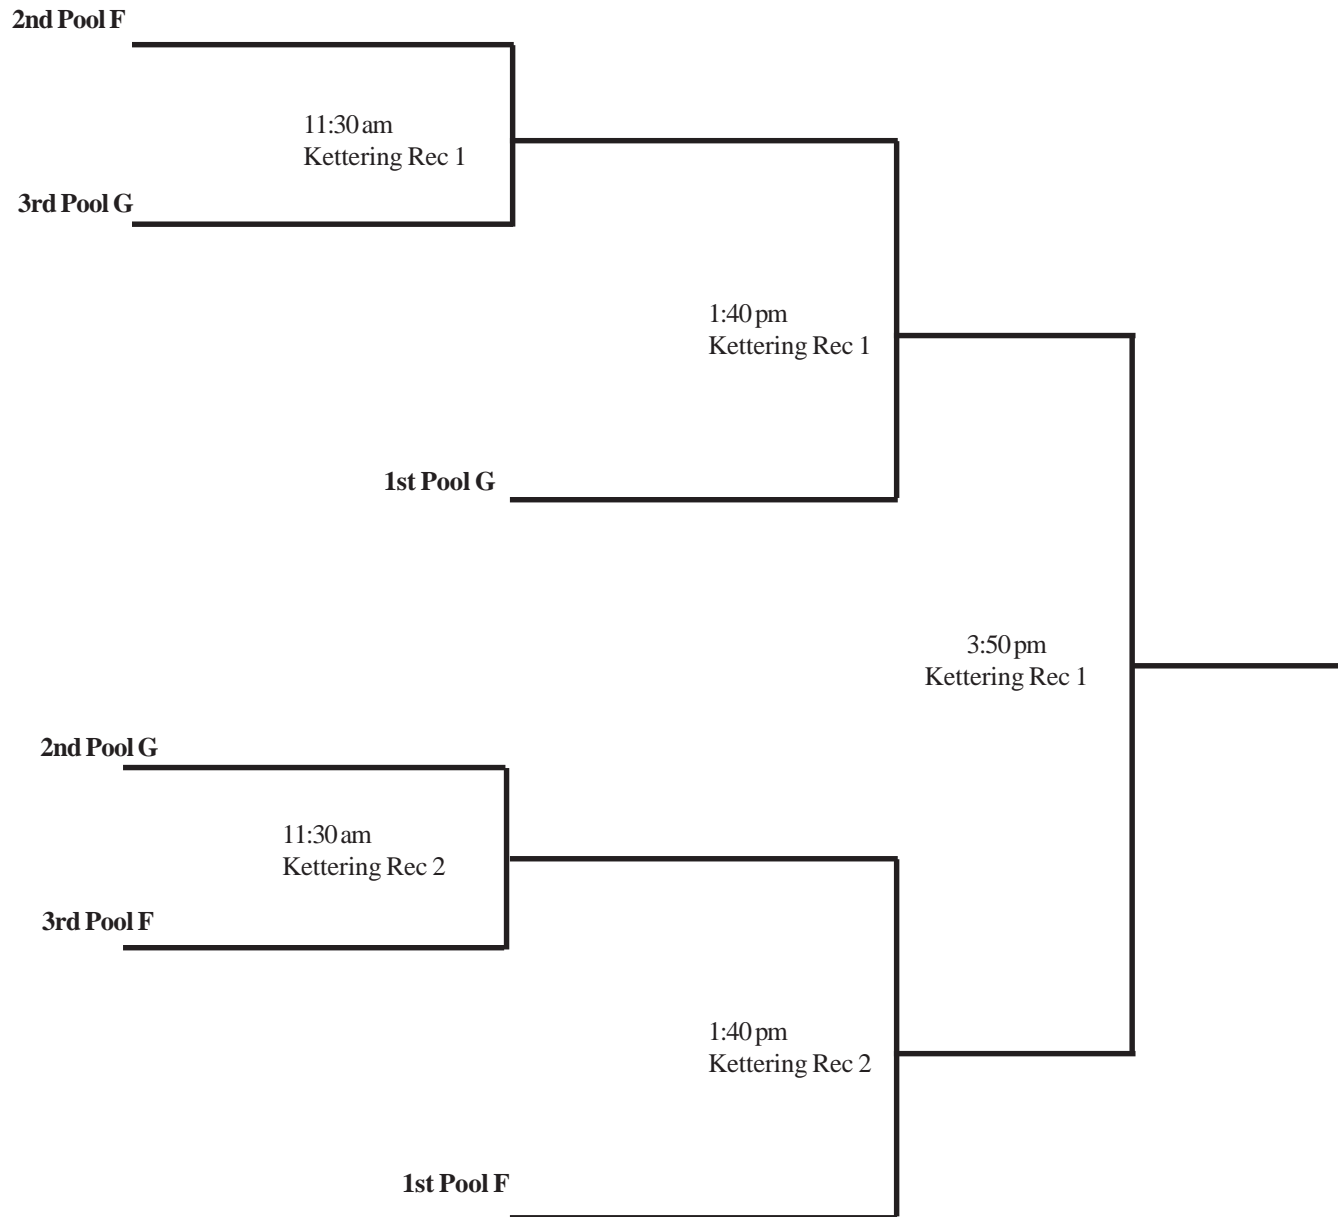 2nd Pool F
11:30 am
Kettering Rec 1
3rd Pool G
1:40 pm
Kettering Rec 1
1st Pool G
3:50 pm
Kettering Rec 1
2nd Pool G
11:30 am
Kettering Rec 2
3rd Pool F
1:40 pm
Kettering Rec 2
1st Pool F